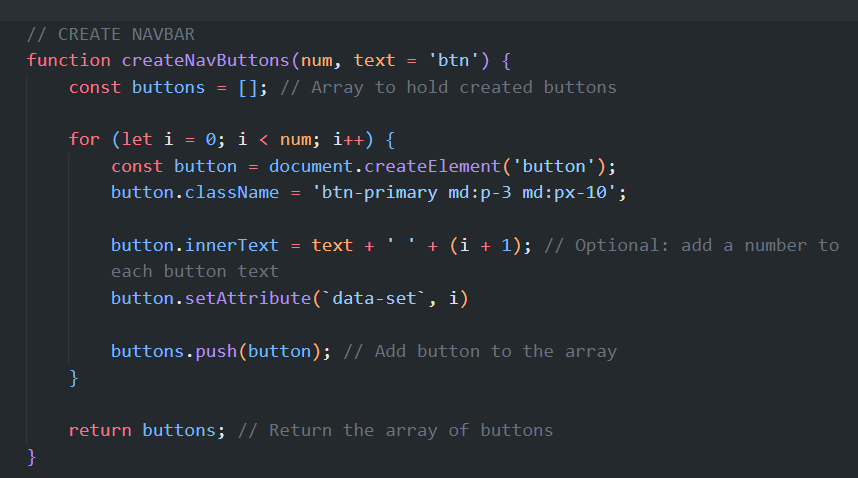 // CREATE NAVBAR
function createNavButtons(num, text = 'btn') {
    const buttons = []; // Array to hold created buttons

    for (let i = 0; i < num; i++) {
        const button = document.createElement('button');
        button.className = 'btn-primary md:p-3 md:px-10';

        button.innerText = text + ' ' + (i + 1); // Optional: add a number to
        each button text
        button.setAttribute(`data-set`, i)

        buttons.push(button); // Add button to the array
    }

    return buttons; // Return the array of buttons
}